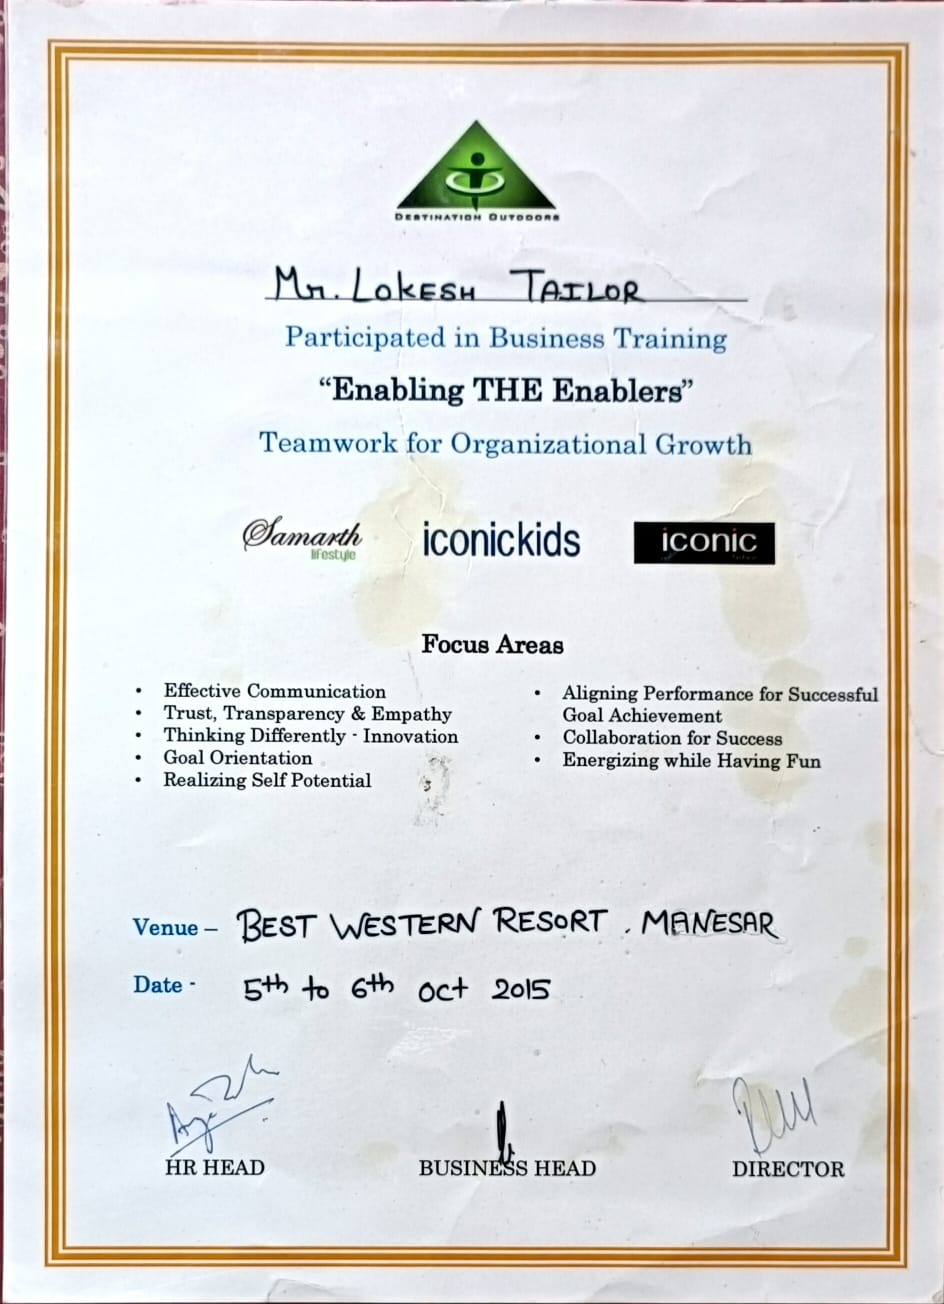 DESTINATION OUTDOORS
Mr. LOKESH TAILOR
Participated in Business Training
“Enabling THE Enablers”
Teamwork for Organizational Growth
Samarth
lifestyle
iconickids
iconic
Focus Areas
• Effective Communication
• Trust, Transparency & Empathy
• Thinking Differently - Innovation
• Goal Orientation
• Realizing Self Potential
• Aligning Performance for Successful
Goal Achievement
• Collaboration for Success
• Energizing while Having Fun
Venue – BEST WESTERN RESORT. MANESAR
Date - 5th to 6th Oct 2015
HR HEAD
BUSINESS HEAD
DIRECTOR